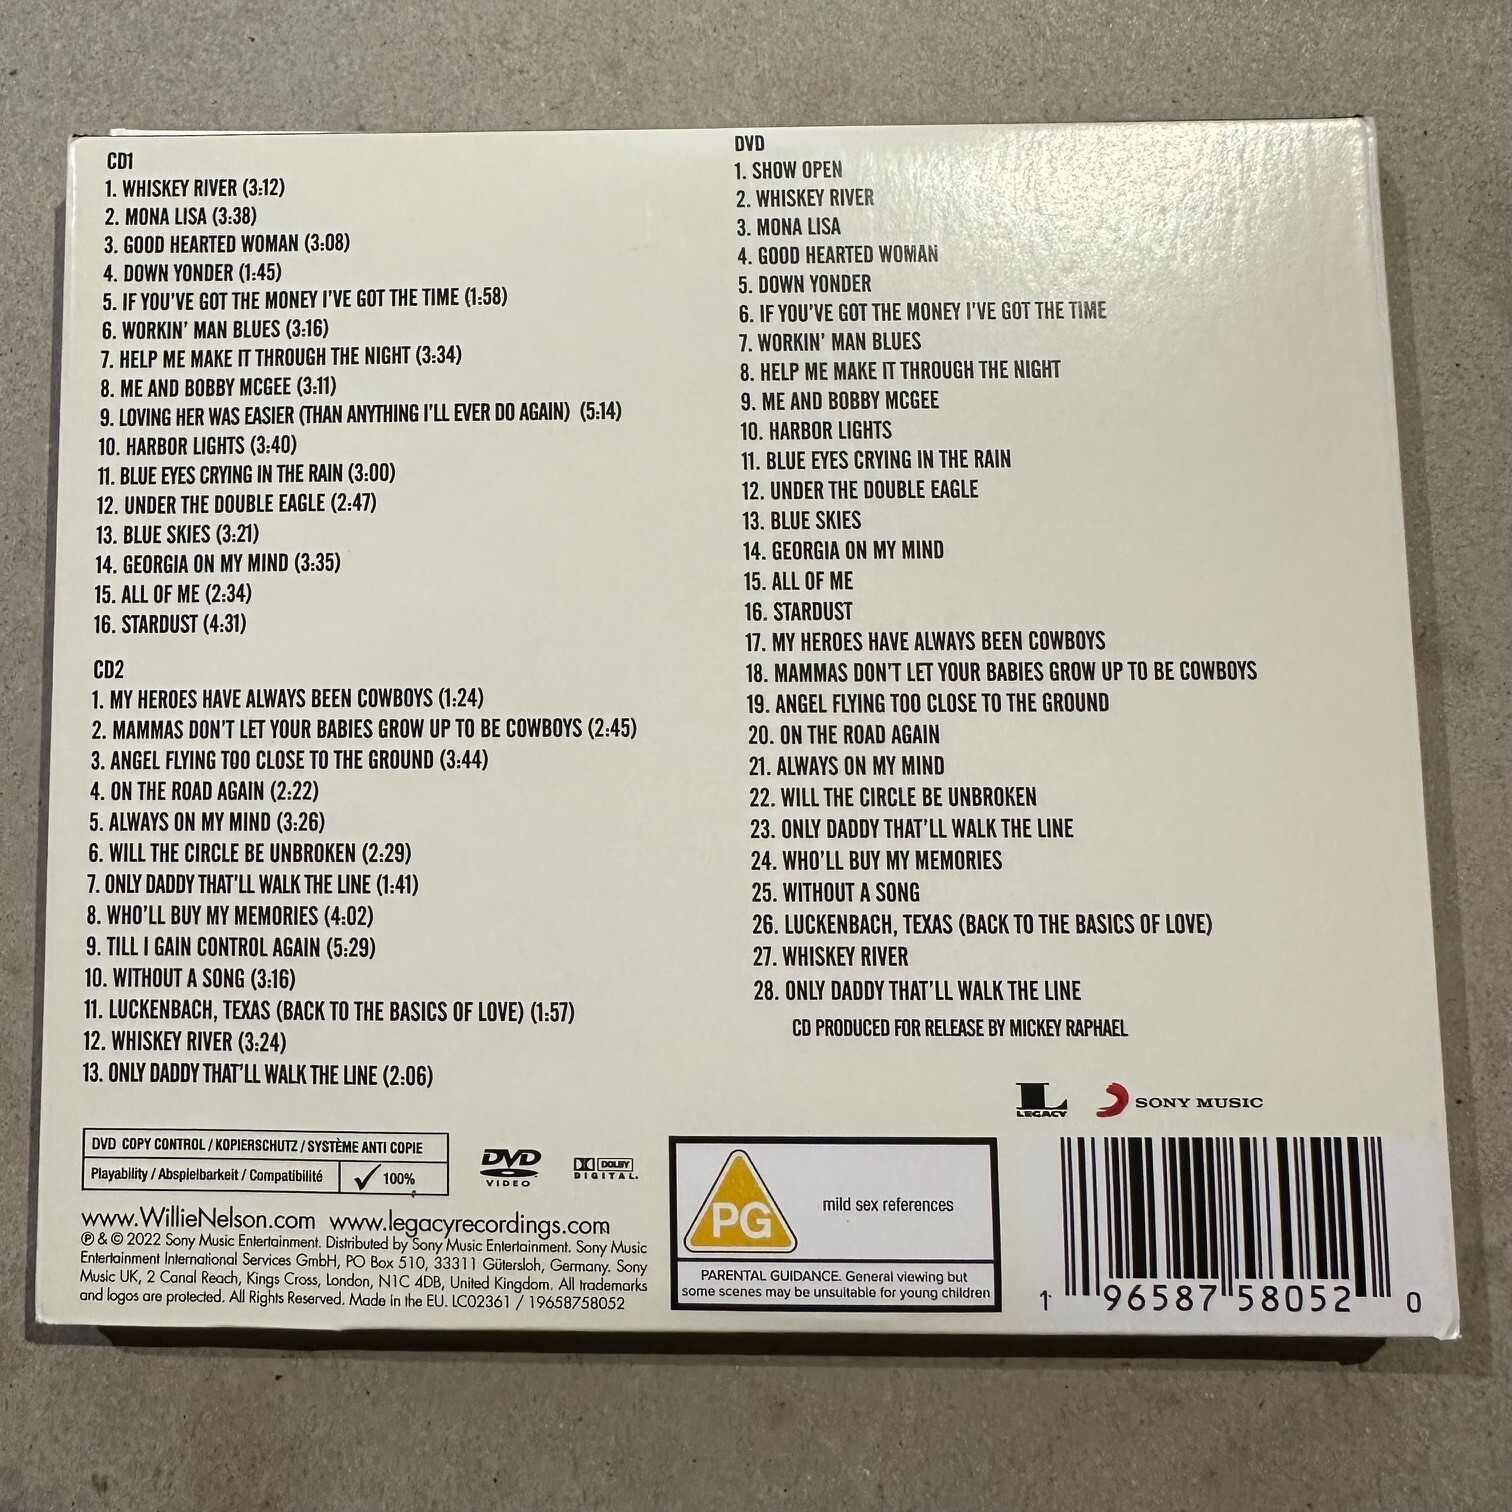 CD1
1. WHISKEY RIVER (3:12)
2. MONA LISA (3:38)
3. GOOD HEARTED WOMAN (3:08)
4. DOWN YONDER (1:45)
5. IF YOU'VE GOT THE MONEY I'VE GOT THE TIME (1:58)
6. WORKIN' MAN BLUES (3:16)
7. HELP ME MAKE IT THROUGH THE NIGHT (3:34)
8. ME AND BOBBY MCGEE (3:11)
9. LOVING HER WAS EASIER (THAN ANYTHING I'LL EVER DO AGAIN) (5:14)
10. HARBOR LIGHTS (3:40)
11. BLUE EYES CRYING IN THE RAIN (3:00)
12. UNDER THE DOUBLE EAGLE (2:47)
13. BLUE SKIES (3:21)
14. GEORGIA ON MY MIND (3:35)
15. ALL OF ME (2:34)
16. STARDUST (4:31)
CD2
1. MY HEROES HAVE ALWAYS BEEN COWBOYS (1:24)
2. MAMMAS DON'T LET YOUR BABIES GROW UP TO BE COWBOYS (2:45)
3. ANGEL FLYING TOO CLOSE TO THE GROUND (3:44)
4. ON THE ROAD AGAIN (2:22)
5. ALWAYS ON MY MIND (3:26)
6. WILL THE CIRCLE BE UNBROKEN (2:29)
7. ONLY DADDY THAT'LL WALK THE LINE (1:41)
8. WHO'LL BUY MY MEMORIES (4:02)
9. TILL I GAIN CONTROL AGAIN (5:29)
10. WITHOUT A SONG (3:16)
11. LUCKENBACH, TEXAS (BACK TO THE BASICS OF LOVE) (1:57)
12. WHISKEY RIVER (3:24)
13. ONLY DADDY THAT'LL WALK THE LINE (2:06)
DVD
1. SHOW OPEN
2. WHISKEY RIVER
3. MONA LISA
4. GOOD HEARTED WOMAN
5. DOWN YONDER
6. IF YOU'VE GOT THE MONEY I'VE GOT THE TIME
7. WORKIN' MAN BLUES
8. HELP ME MAKE IT THROUGH THE NIGHT
9. ME AND BOBBY MCGEE
10. HARBOR LIGHTS
11. BLUE EYES CRYING IN THE RAIN
12. UNDER THE DOUBLE EAGLE
13. BLUE SKIES
14. GEORGIA ON MY MIND
15. ALL OF ME
16. STARDUST
17. MY HEROES HAVE ALWAYS BEEN COWBOYS
18. MAMMAS DON'T LET YOUR BABIES GROW UP TO BE COWBOYS
19. ANGEL FLYING TOO CLOSE TO THE GROUND
20. ON THE ROAD AGAIN
21. ALWAYS ON MY MIND
22. WILL THE CIRCLE BE UNBROKEN
23. ONLY DADDY THAT'LL WALK THE LINE
24. WHO'LL BUY MY MEMORIES
25. WITHOUT A SONG
26. LUCKENBACH, TEXAS (BACK TO THE BASICS OF LOVE)
27. WHISKEY RIVER
28. ONLY DADDY THAT'LL WALK THE LINE
CD PRODUCED FOR RELEASE BY MICKEY RAPHAEL
L LEGACY
SONY MUSIC
DVD COPY CONTROL / KOPIERSCHUTZ / SYSTÈME ANTI COPIE
Playability / Abspielbarkeit / Compatibilité ✓ 100%
DVD VIDEO
DOLBY DIGITAL
www.WillieNelson.com www.legacyrecordings.com
℗ & © 2022 Sony Music Entertainment. Distributed by Sony Music Entertainment. Sony Music
Entertainment International Services GmbH, PO Box 510, 33311 Gütersloh, Germany. Sony
Music UK, 2 Canal Reach, Kings Cross, London, N1C 4DB, United Kingdom. All trademarks
and logos are protected. All Rights Reserved. Made in the EU. LC02361 / 19658758052
PG
mild sex references
PARENTAL GUIDANCE. General viewing but
some scenes may be unsuitable for young children
1 96587 58052 0